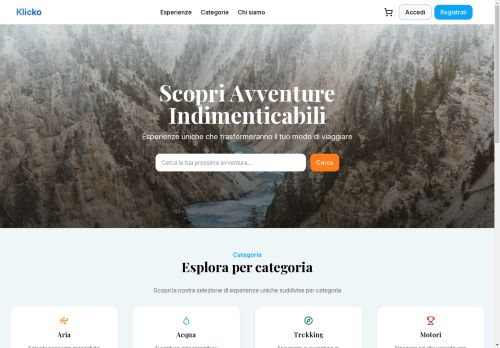 Klicko
Esperienze Categorie Chi siamo
Accedi Registrati
Scopri Avventure
Indimenticabili
Esperienze uniche che trasformeranno il tuo modo di viaggiare
Cerca la tua prossima avventura...
Cerca
Categorie
Esplora per categoria
Scopri la nostra selezione di esperienze uniche suddivise per categoria
Aria
Acqua
Trekking
Motori